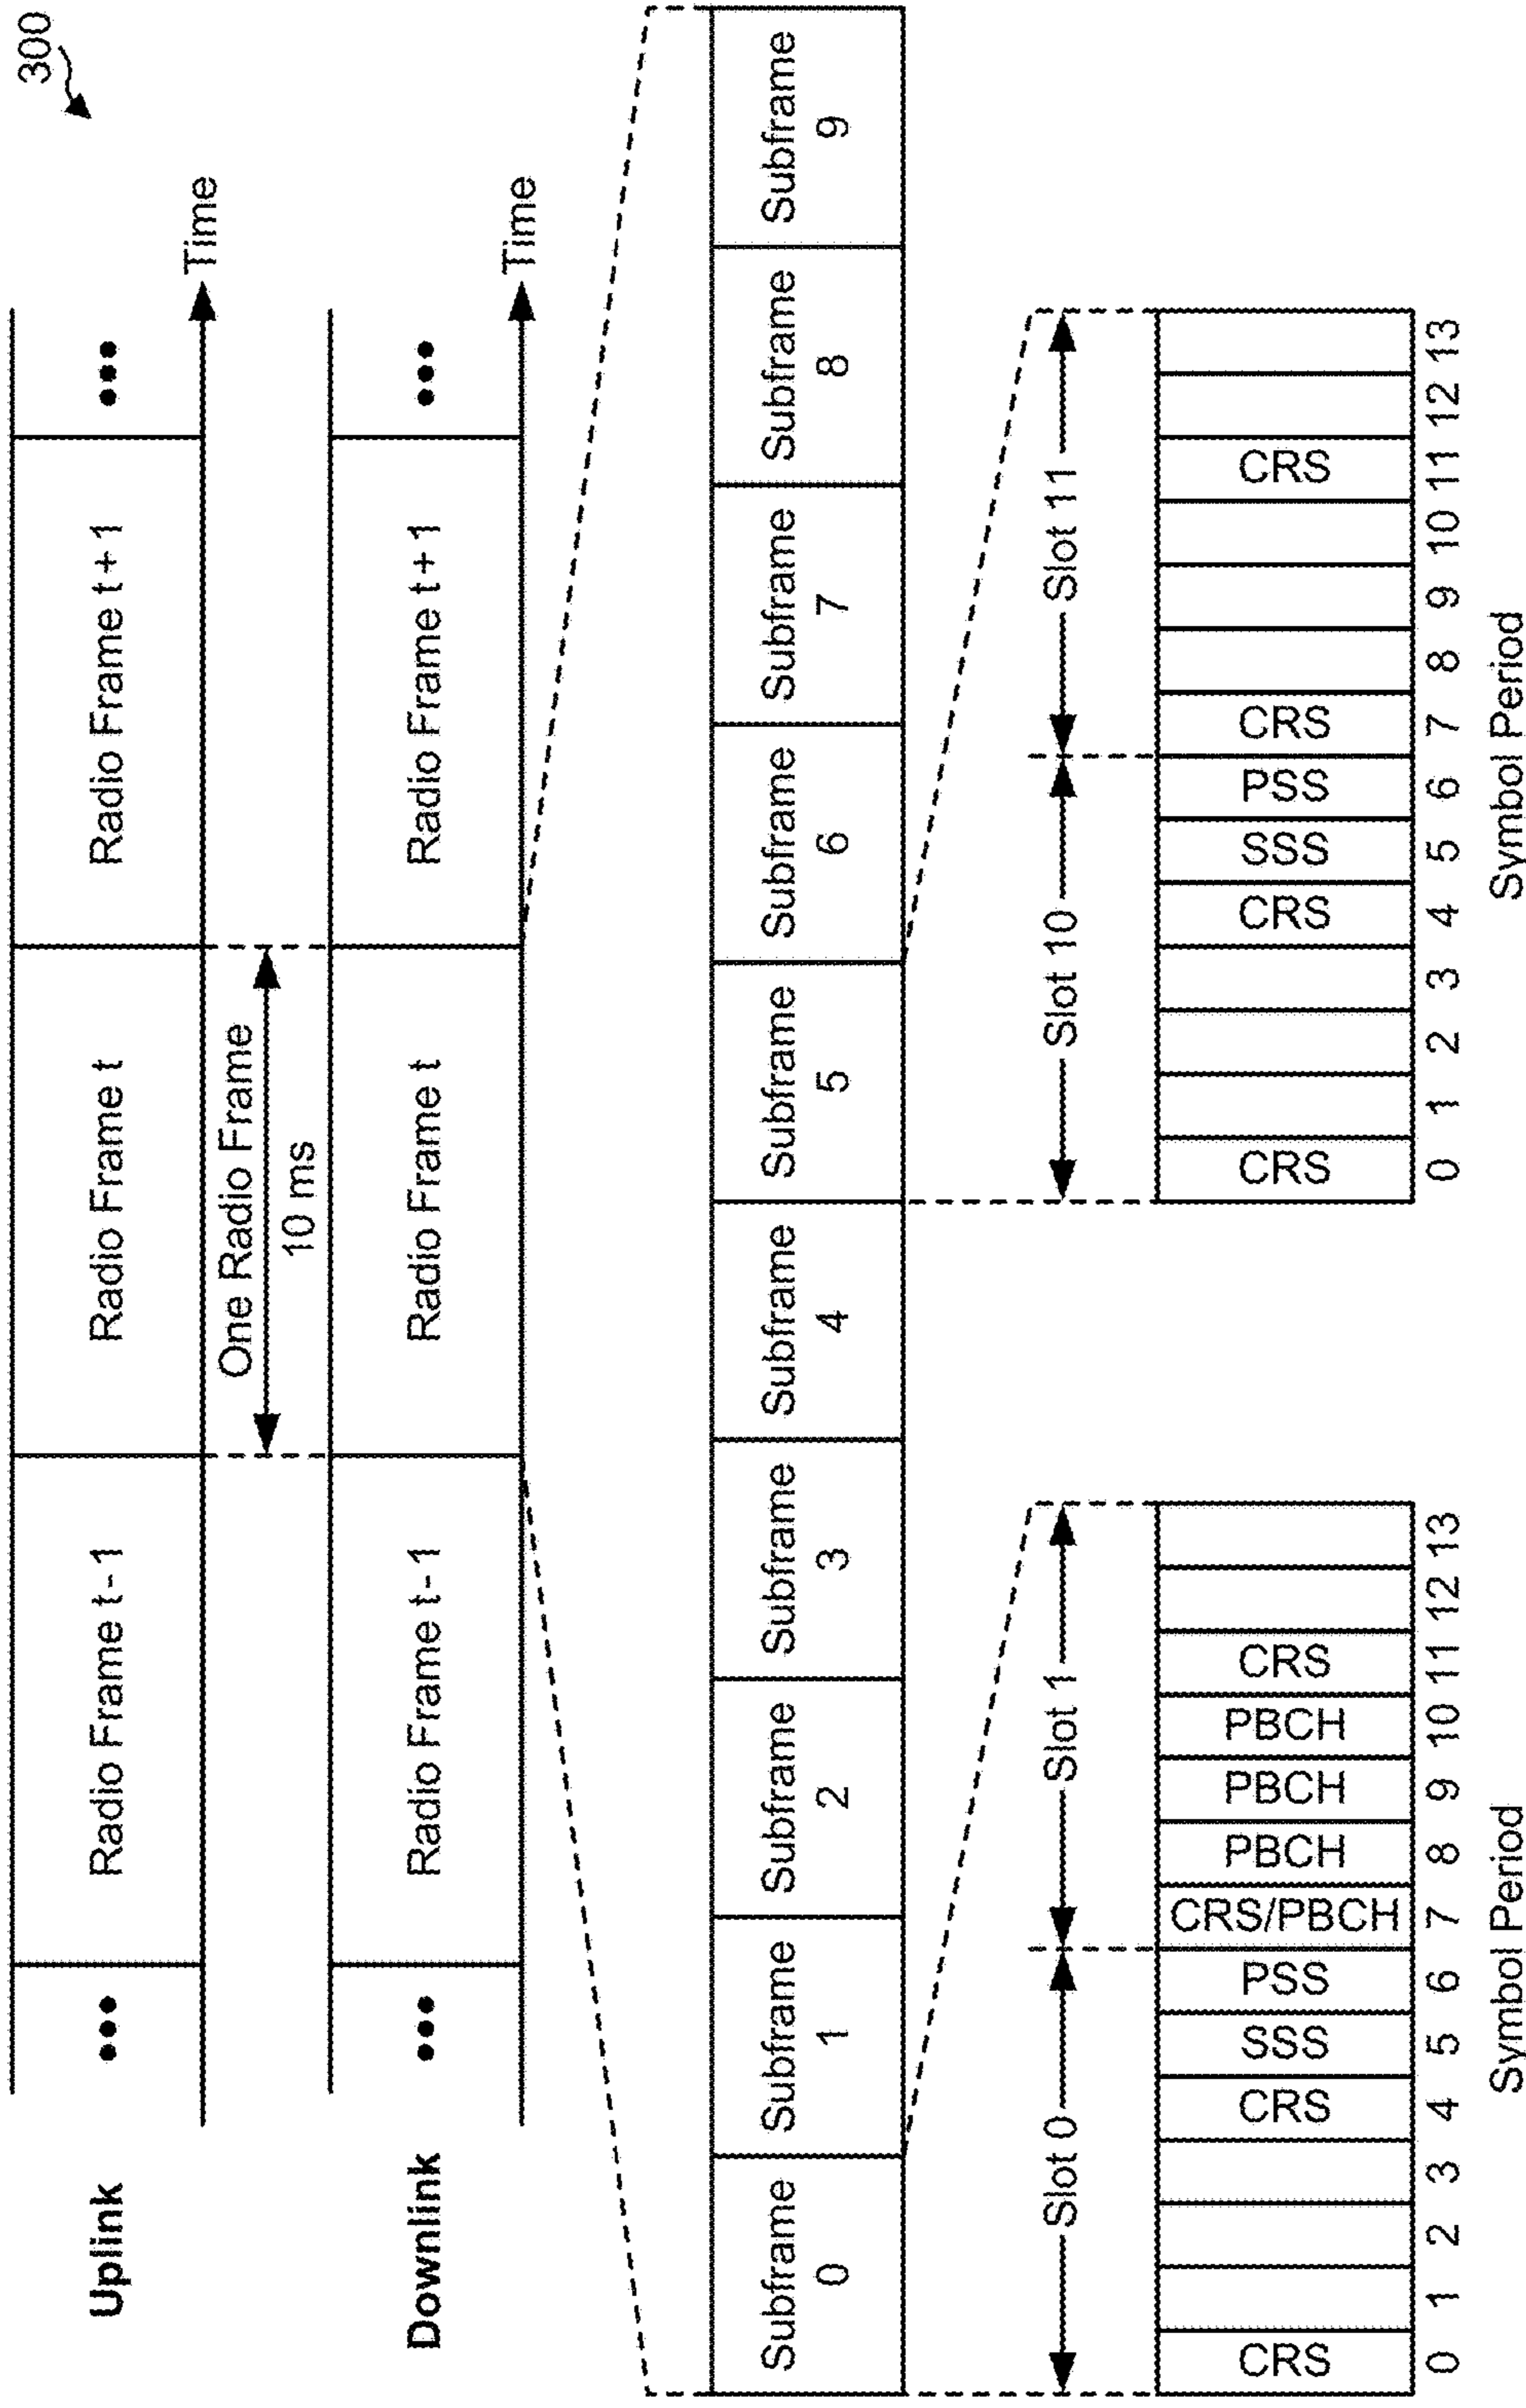 300
Uplink
•••
Radio Frame t-1
Radio Frame t
Radio Frame t+1
•••
Time
One Radio Frame
10 ms
Downlink
•••
Radio Frame t-1
Radio Frame t
Radio Frame t+1
•••
Time
Subframe
0
Subframe
1
Subframe
2
Subframe
3
Subframe
4
Subframe
5
Subframe
6
Subframe
7
Subframe
8
Subframe
9
Slot 0
Slot 1
CRS
CRS
SSS
PSS
CRS/PBCH
PBCH
PBCH
PBCH
CRS
0 1 2 3 4 5 6 7 8 9 10 11 12 13
Symbol Period
Slot 10
Slot 11
CRS
CRS
SSS
PSS
CRS
CRS
0 1 2 3 4 5 6 7 8 9 10 11 12 13
Symbol Period